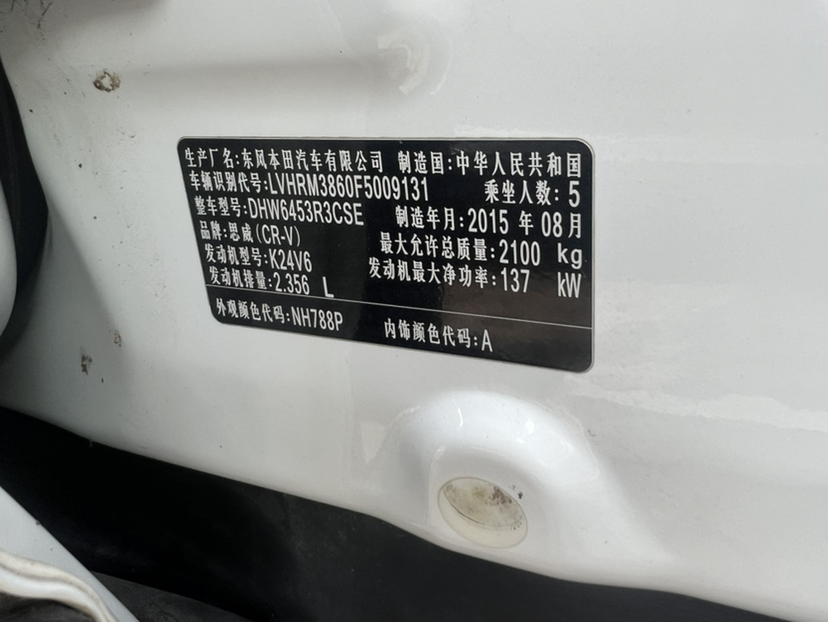 生产厂名:东风本田汽车有限公司 制造国:中华人民共和国
车辆识别代号:LVHRM3860F5009131 乘坐人数:5
整车型号:DHW6453R3CSE 制造年月:2015 年 08 月
品牌:思威(CR-V) 最大允许总质量:2100 kg
发动机型号:K24V6 发动机最大净功率:137 kW
发动机排量:2.356 L
外观颜色代码:NH788P 内饰颜色代码:A